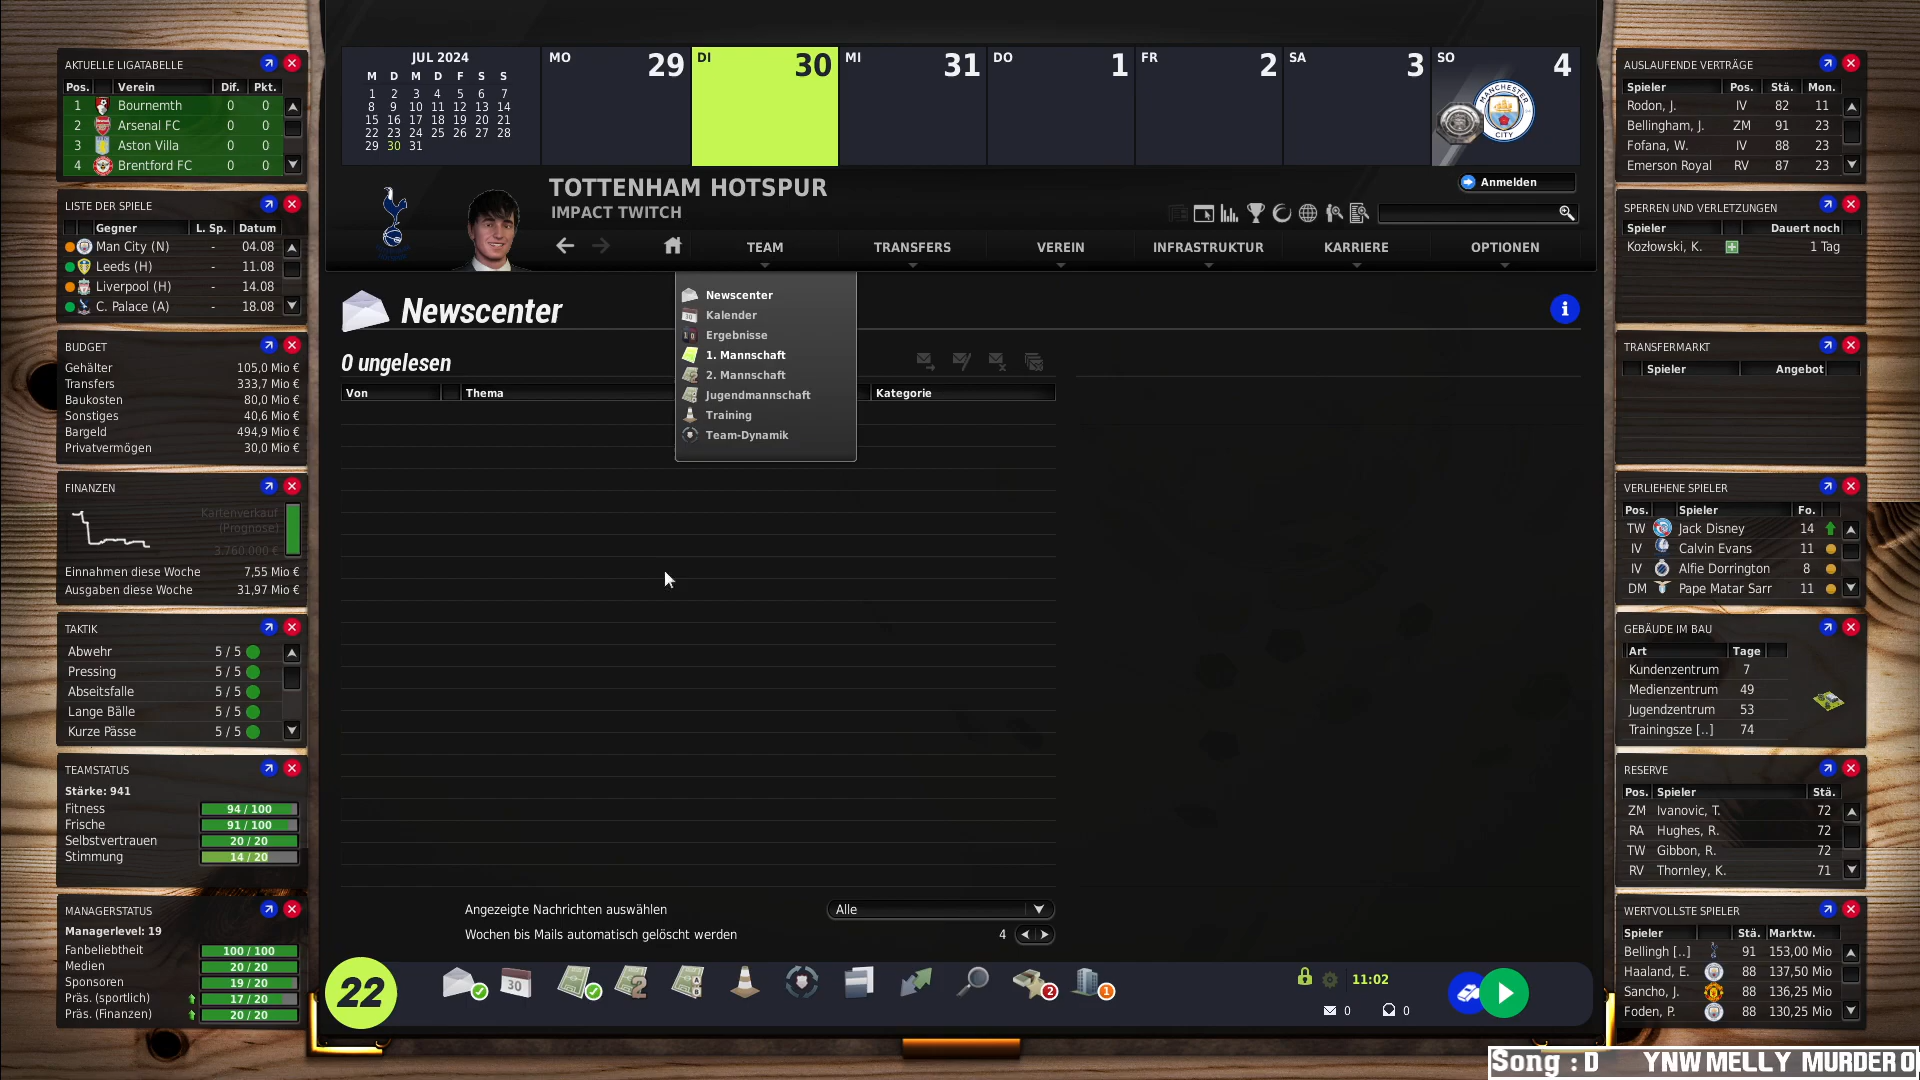 AKTUELLE LIGATABELLE
Pos. Verein Dif. Pkt.
1 Bournemth 0 0
2 Arsenal FC 0 0
3 Aston Villa 0 0
4 Brentford FC 0 0
LISTE DER SPIELE
Gegner L. Sp. Datum
Man City (N) - 04.08
Leeds (H) - 11.08
Liverpool (H) - 14.08
C. Palace (A) - 18.08
BUDGET
Gehälter 105,0 Mio €
Transfers 333,7 Mio €
Baukosten 80,0 Mio €
Sonstiges 40,6 Mio €
Bargeld 494,9 Mio €
Privatvermögen 30,0 Mio €
FINANZEN
Kartenverkauf
(Prognose)
3.760.000 €
Einnahmen diese Woche 7,55 Mio €
Ausgaben diese Woche 31,97 Mio €
TAKTIK
Abwehr 5 / 5
Pressing 5 / 5
Abseitsfalle 5 / 5
Lange Bälle 5 / 5
Kurze Pässe 5 / 5
TEAMSTATUS
Stärke: 941
Fitness 94 / 100
Frische 91 / 100
Selbstvertrauen 20 / 20
Stimmung 14 / 20
MANAGERSTATUS
Managerlevel: 19
Fanbeliebtheit 100 / 100
Medien 20 / 20
Sponsoren 19 / 20
Präs. (sportlich) 17 / 20
Präs. (Finanzen) 20 / 20
JUL 2024
M D M D F S S
1 2 3 4 5 6 7
8 9 10 11 12 13 14
15 16 17 18 19 20 21
22 23 24 25 26 27 28
29 30 31
MO 29 DI 30 MI 31 DO 1 FR 2 SA 3 SO 4
MANCHESTER
CITY
TOTTENHAM HOTSPUR
IMPACT TWITCH
Anmelden
TEAM TRANSFERS VEREIN INFRASTRUKTUR KARRIERE OPTIONEN
Newscenter
Kalender
Ergebnisse
1. Mannschaft
2. Mannschaft
Jugendmannschaft
Training
Team-Dynamik
Newscenter
0 ungelesen
Von Thema Kategorie
Angezeigte Nachrichten auswählen Alle
Wochen bis Mails automatisch gelöscht werden 4
22
30
2
2
1
11:02
0 0
AUSLAUFENDE VERTRÄGE
Spieler Pos. Stä. Mon.
Rodon, J. IV 82 11
Bellingham, J. ZM 91 23
Fofana, W. IV 88 23
Emerson Royal RV 87 23
SPERREN UND VERLETZUNGEN
Spieler Dauert noch
Kozłowski, K. 1 Tag
TRANSFERMARKT
Spieler Angebot
VERLIEHENE SPIELER
Pos. Spieler Fo.
TW Jack Disney 14
IV Calvin Evans 11
IV Alfie Dorrington 8
DM Pape Matar Sarr 11
GEBÄUDE IM BAU
Art Tage
Kundenzentrum 7
Medienzentrum 49
Jugendzentrum 53
Trainingsze [..] 74
RESERVE
Pos. Spieler Stä.
ZM Ivanovic, T. 72
RA Hughes, R. 72
TW Gibbon, R. 72
RV Thornley, K. 71
WERTVOLLSTE SPIELER
Spieler Stä. Marktw.
Bellingh [..] 91 153,00 Mio
Haaland, E. 88 137,50 Mio
Sancho, J. 88 136,25 Mio
Foden, P. 88 130,25 Mio
Song : D YNW MELLY MURDER O